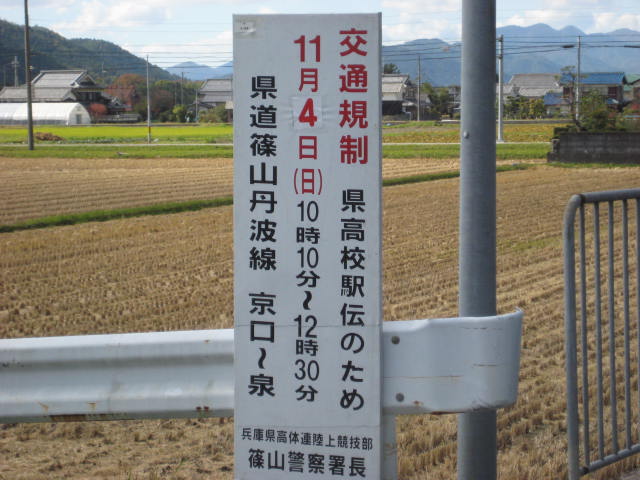 交通規制 県高校駅伝のため
11月4日(日)10時10分〜12時30分
県道篠山丹波線 京口〜泉
兵庫県高体連陸上競技部
篠山警察署長